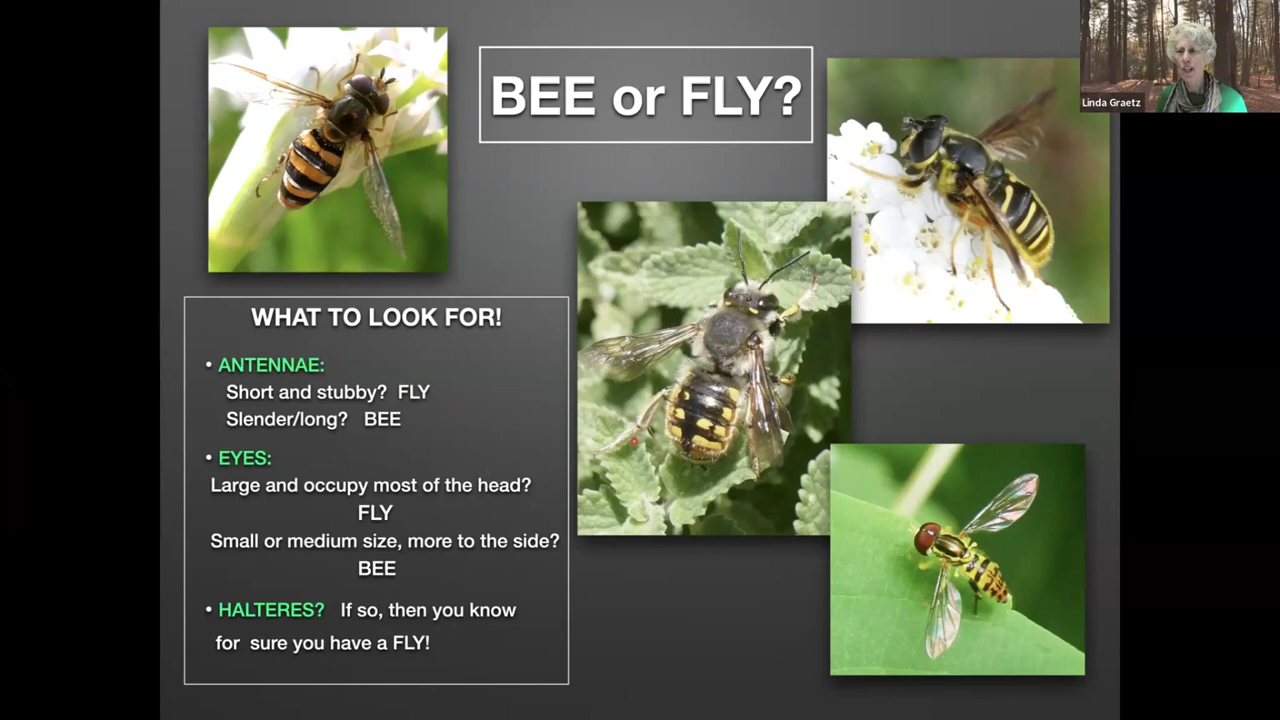 BEE or FLY?
Linda Graetz
WHAT TO LOOK FOR!
• ANTENNAE:
Short and stubby? FLY
Slender/long? BEE
• EYES:
Large and occupy most of the head?
FLY
Small or medium size, more to the side?
BEE
• HALTERES? If so, then you know
for sure you have a FLY!